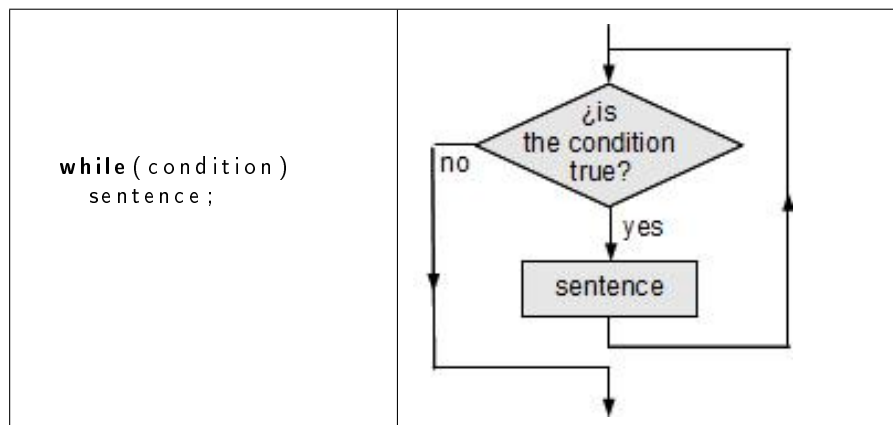 while(condition)
sentence;
¿is
the condition
true?
no
yes
sentence